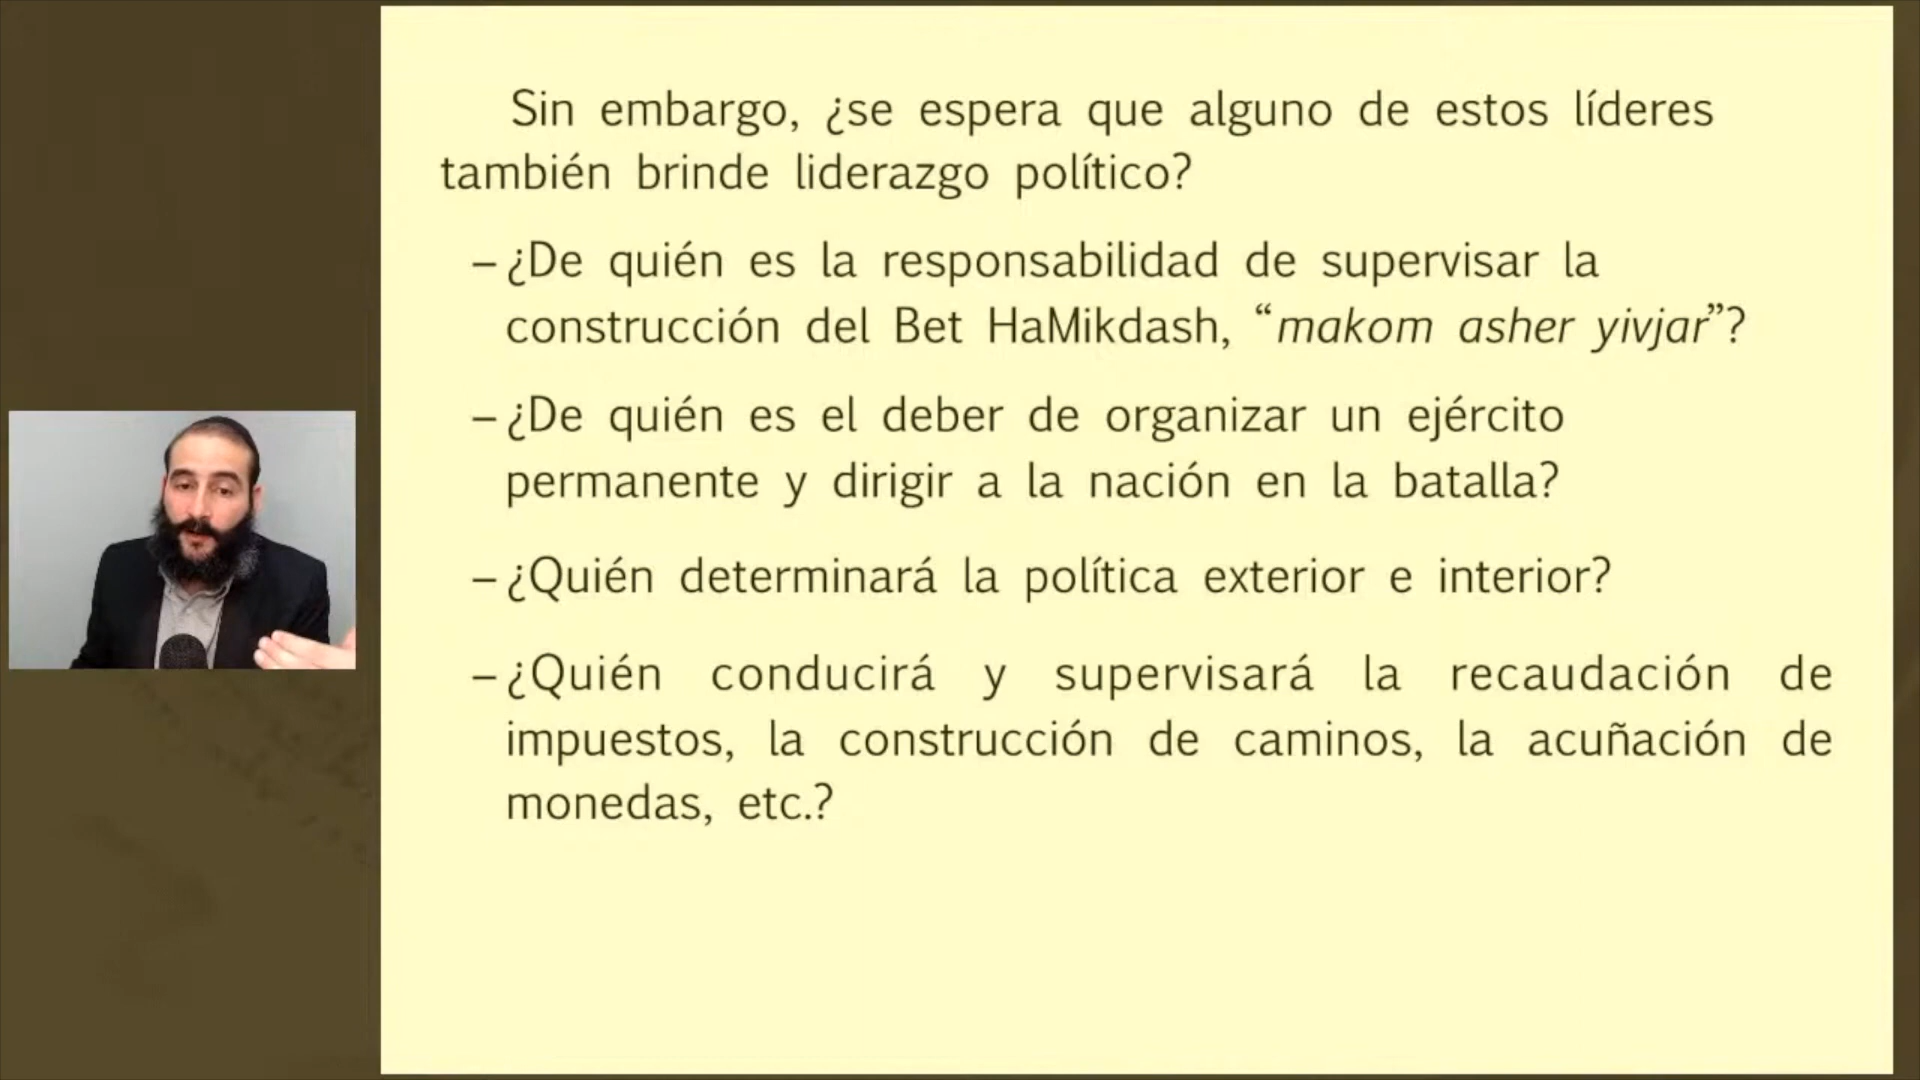 Sin embargo, ¿se espera que alguno de estos líderes
también brinde liderazgo político?
–¿De quién es la responsabilidad de supervisar la
construcción del Bet HaMikdash, “makom asher yivjar”?
–¿De quién es el deber de organizar un ejército
permanente y dirigir a la nación en la batalla?
–¿Quién determinará la política exterior e interior?
–¿Quién conducirá y supervisará la recaudación de
impuestos, la construcción de caminos, la acuñación de
monedas, etc.?